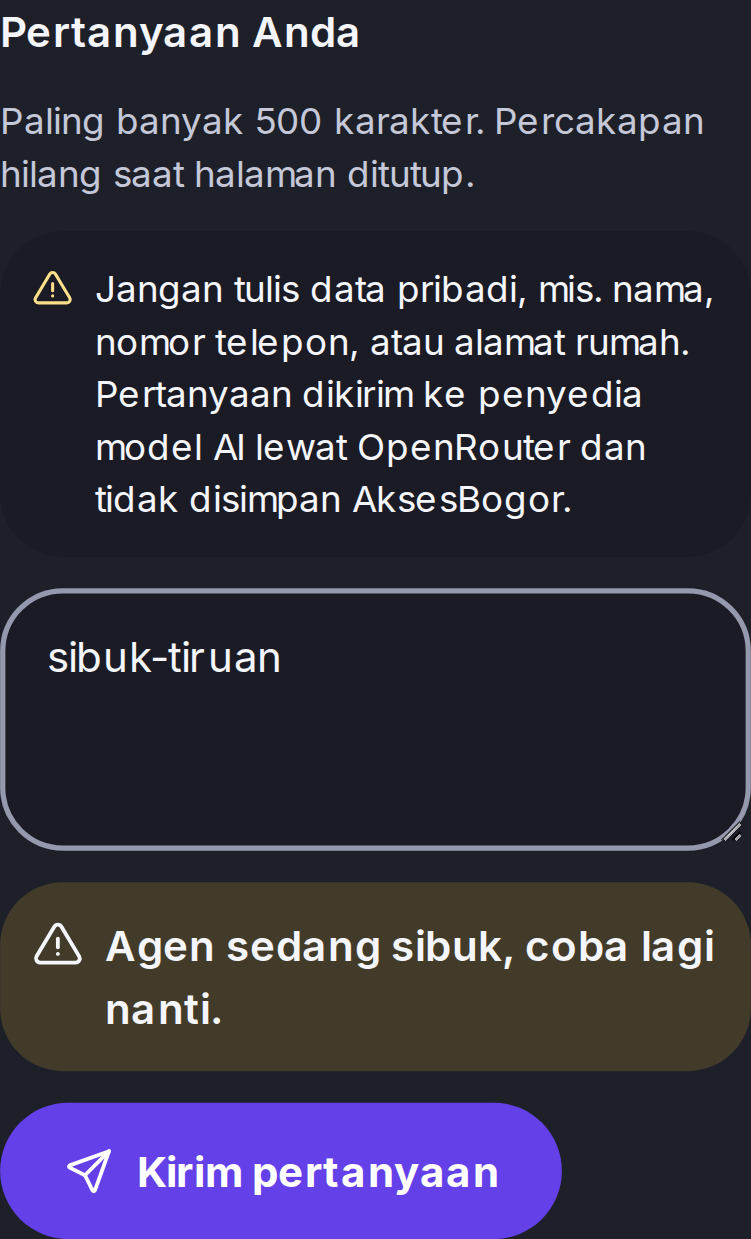 Pertanyaan Anda
Paling banyak 500 karakter. Percakapan
hilang saat halaman ditutup.
Jangan tulis data pribadi, mis. nama,
nomor telepon, atau alamat rumah.
Pertanyaan dikirim ke penyedia
model AI lewat OpenRouter dan
tidak disimpan AksesBogor.
sibuk-tiruan
Agen sedang sibuk, coba lagi
nanti.
Kirim pertanyaan